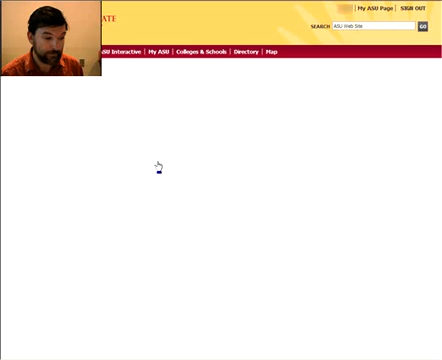 My ASU Page | SIGN OUT
ATE
SEARCH ASU Web Site GO
ASU Interactive | My ASU | Colleges & Schools | Directory | Map